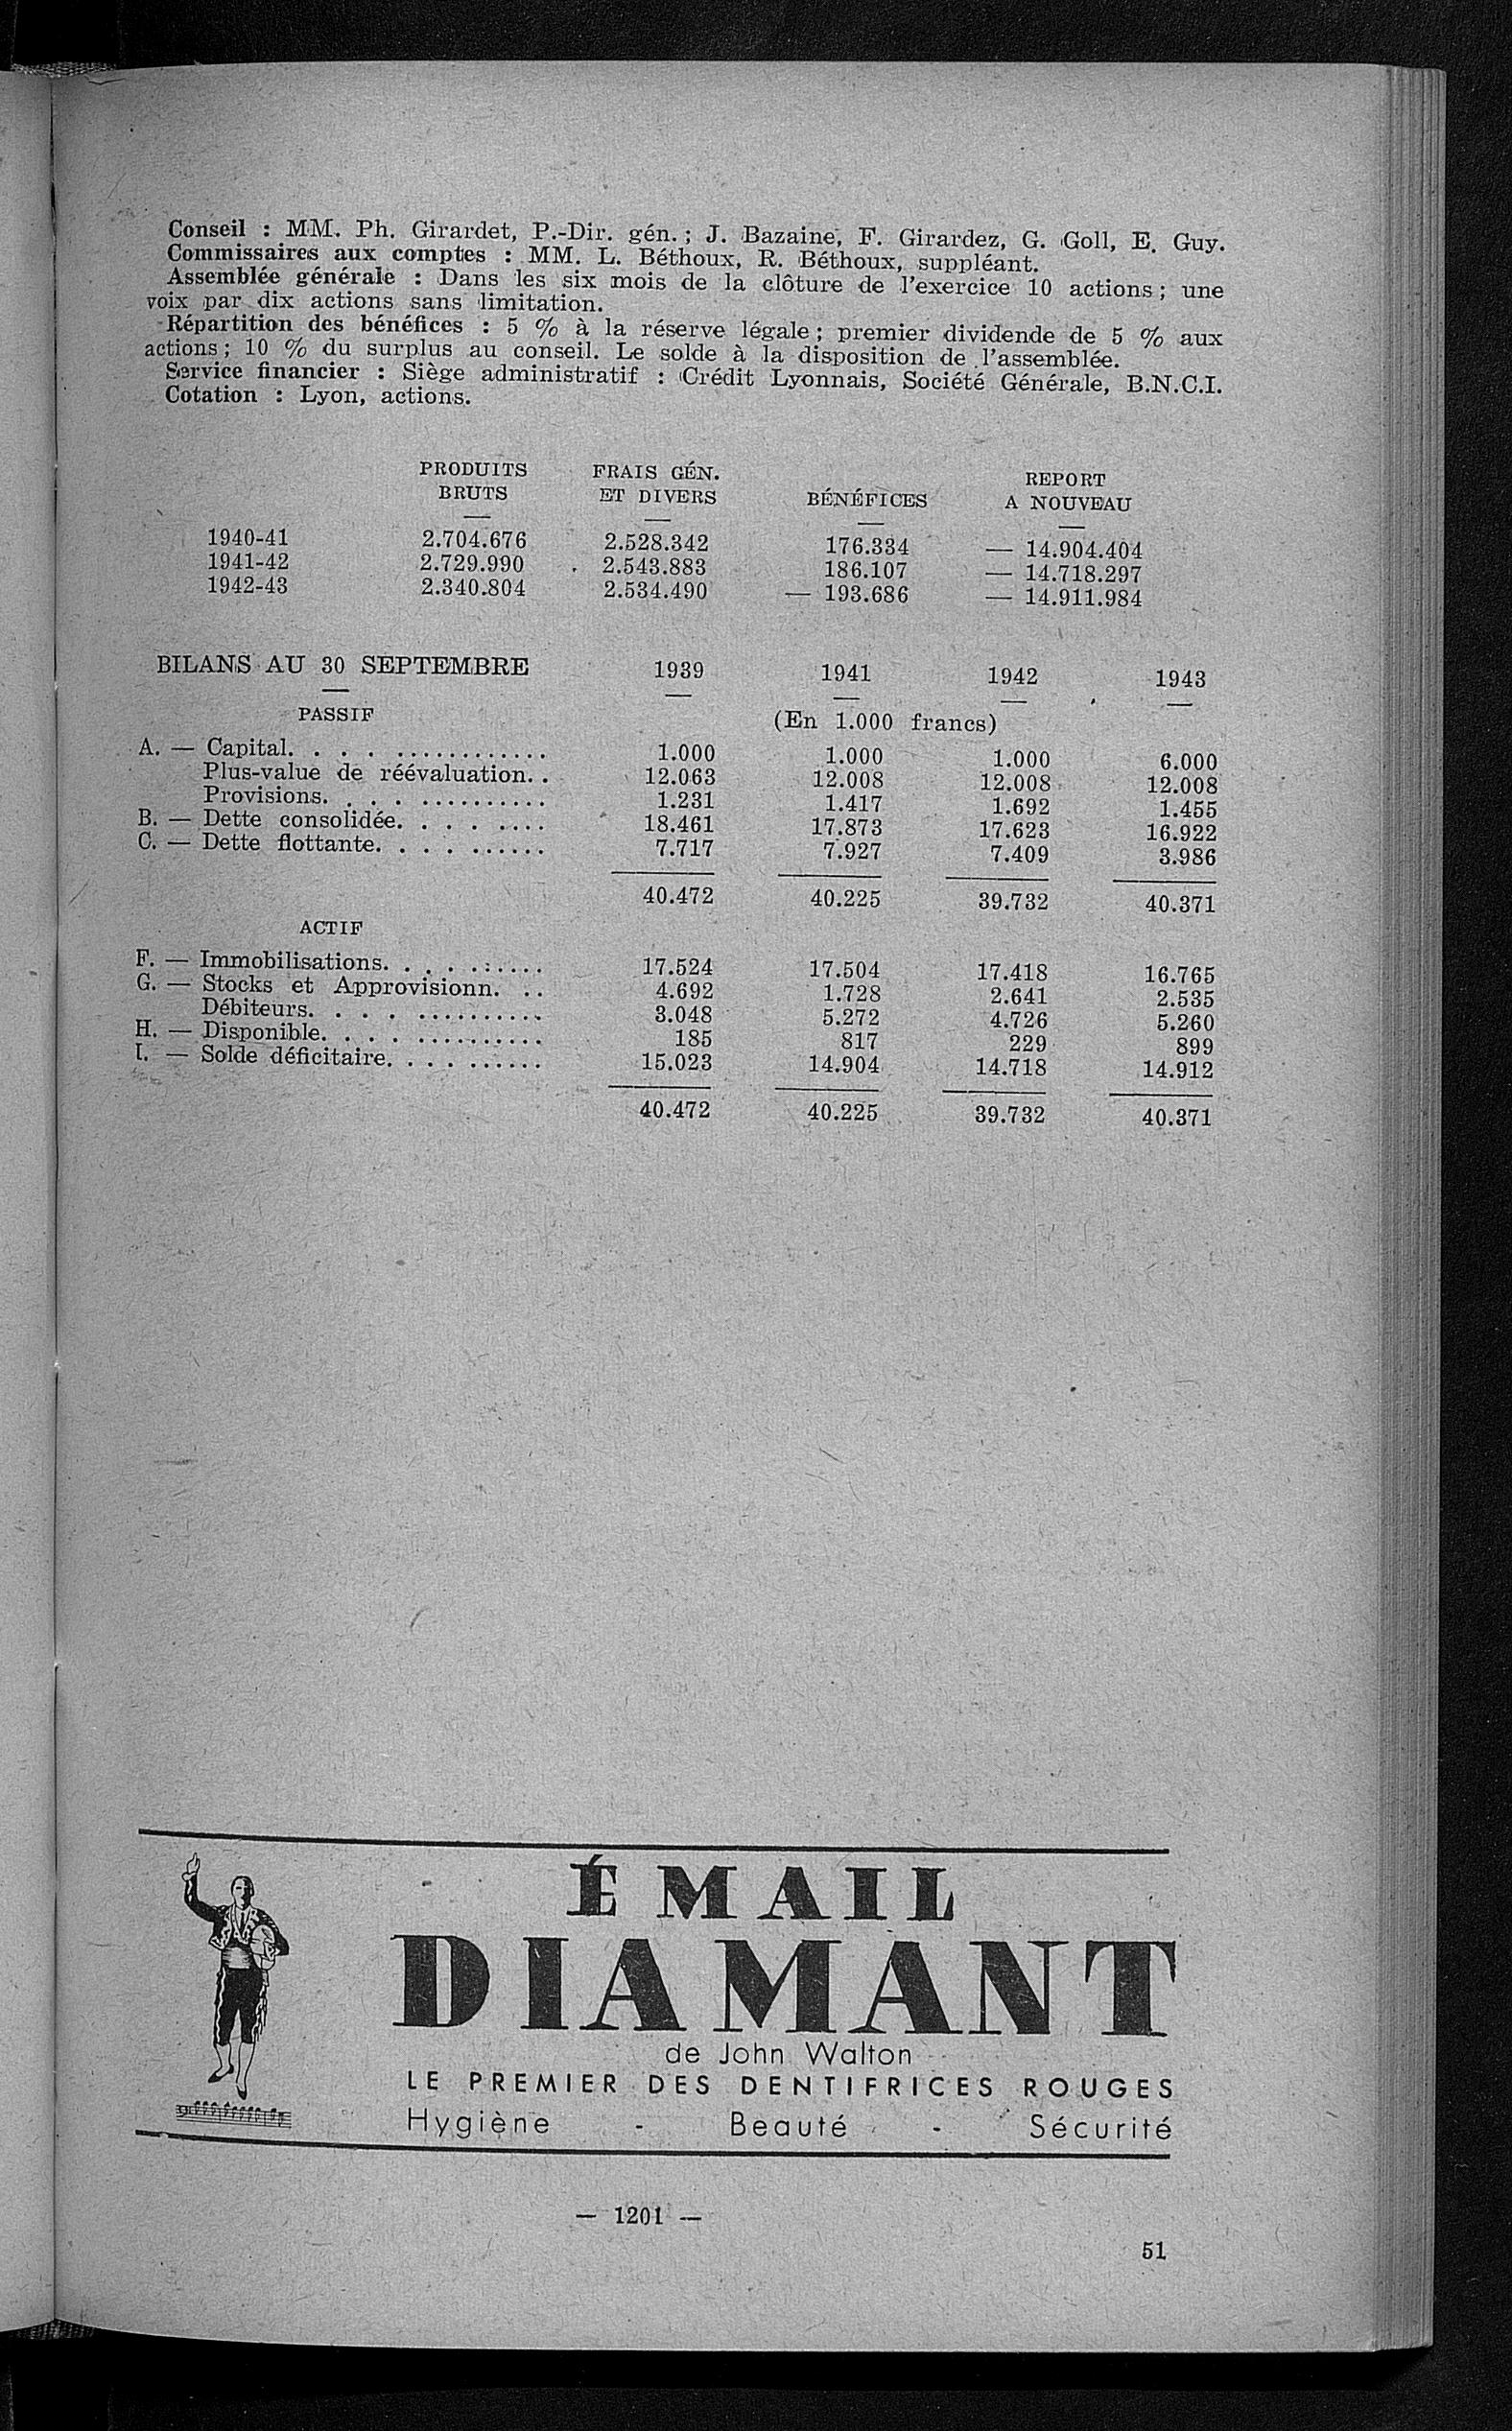 Conseil : MM. Ph. Girardet, P.-Dir. gén. ; J. Bazaine, F. Girardez, G. Goll, E. Guy.
Commissaires aux comptes : MM. L. Béthoux, R. Béthoux, suppléant.
Assemblée générale : Dans les six mois de la clôture de l'exercice 10 actions ; une
voix par dix actions sans limitation.
Répartition des bénéfices : 5 % à la réserve légale ; premier dividende de 5 % aux
actions ; 10 % du surplus au conseil. Le solde à la disposition de l'assemblée.
Service financier : Siège administratif : Crédit Lyonnais, Société Générale, B.N.C.I.
Cotation : Lyon, actions.
PRODUITS BRUTS FRAIS GÉN. ET DIVERS BÉNÉFICES REPORT A NOUVEAU
1940-41 2.704.676 2.528.342 176.334 — 14.904.404
1941-42 2.729.990 2.543.883 186.107 — 14.718.297
1942-43 2.340.804 2.534.490 — 193.686 — 14.911.984
BILANS AU 30 SEPTEMBRE 1939 1941 1942 1943
PASSIF (En 1.000 francs)
A. — Capital. . . . . . . . . . . . . . . . . 1.000 1.000 1.000 6.000
Plus-value de réévaluation. . 12.063 12.008 12.008 12.008
Provisions. . . . . . . . . . . . . . 1.231 1.417 1.692 1.455
B. — Dette consolidée. . . . . . . . . 18.461 17.873 17.623 16.922
C. — Dette flottante. . . . . . . . . . . 7.717 7.927 7.409 3.986
40.472 40.225 39.732 40.371
ACTIF
F. — Immobilisations. . . . . . . . . . 17.524 17.504 17.418 16.765
G. — Stocks et Approvisionn. . . 4.692 1.728 2.641 2.535
Débiteurs. . . . . . . . . . . . . . . 3.048 5.272 4.726 5.260
H. — Disponible. . . . . . . . . . . . . . 185 817 229 899
I. — Solde déficitaire. . . . . . . . . . 15.023 14.904 14.718 14.912
40.472 40.225 39.732 40.371
ÉMAIL
DIAMANT
de John Walton
LE PREMIER DES DENTIFRICES ROUGES
Hygiène - Beauté - Sécurité
— 1201 —
51